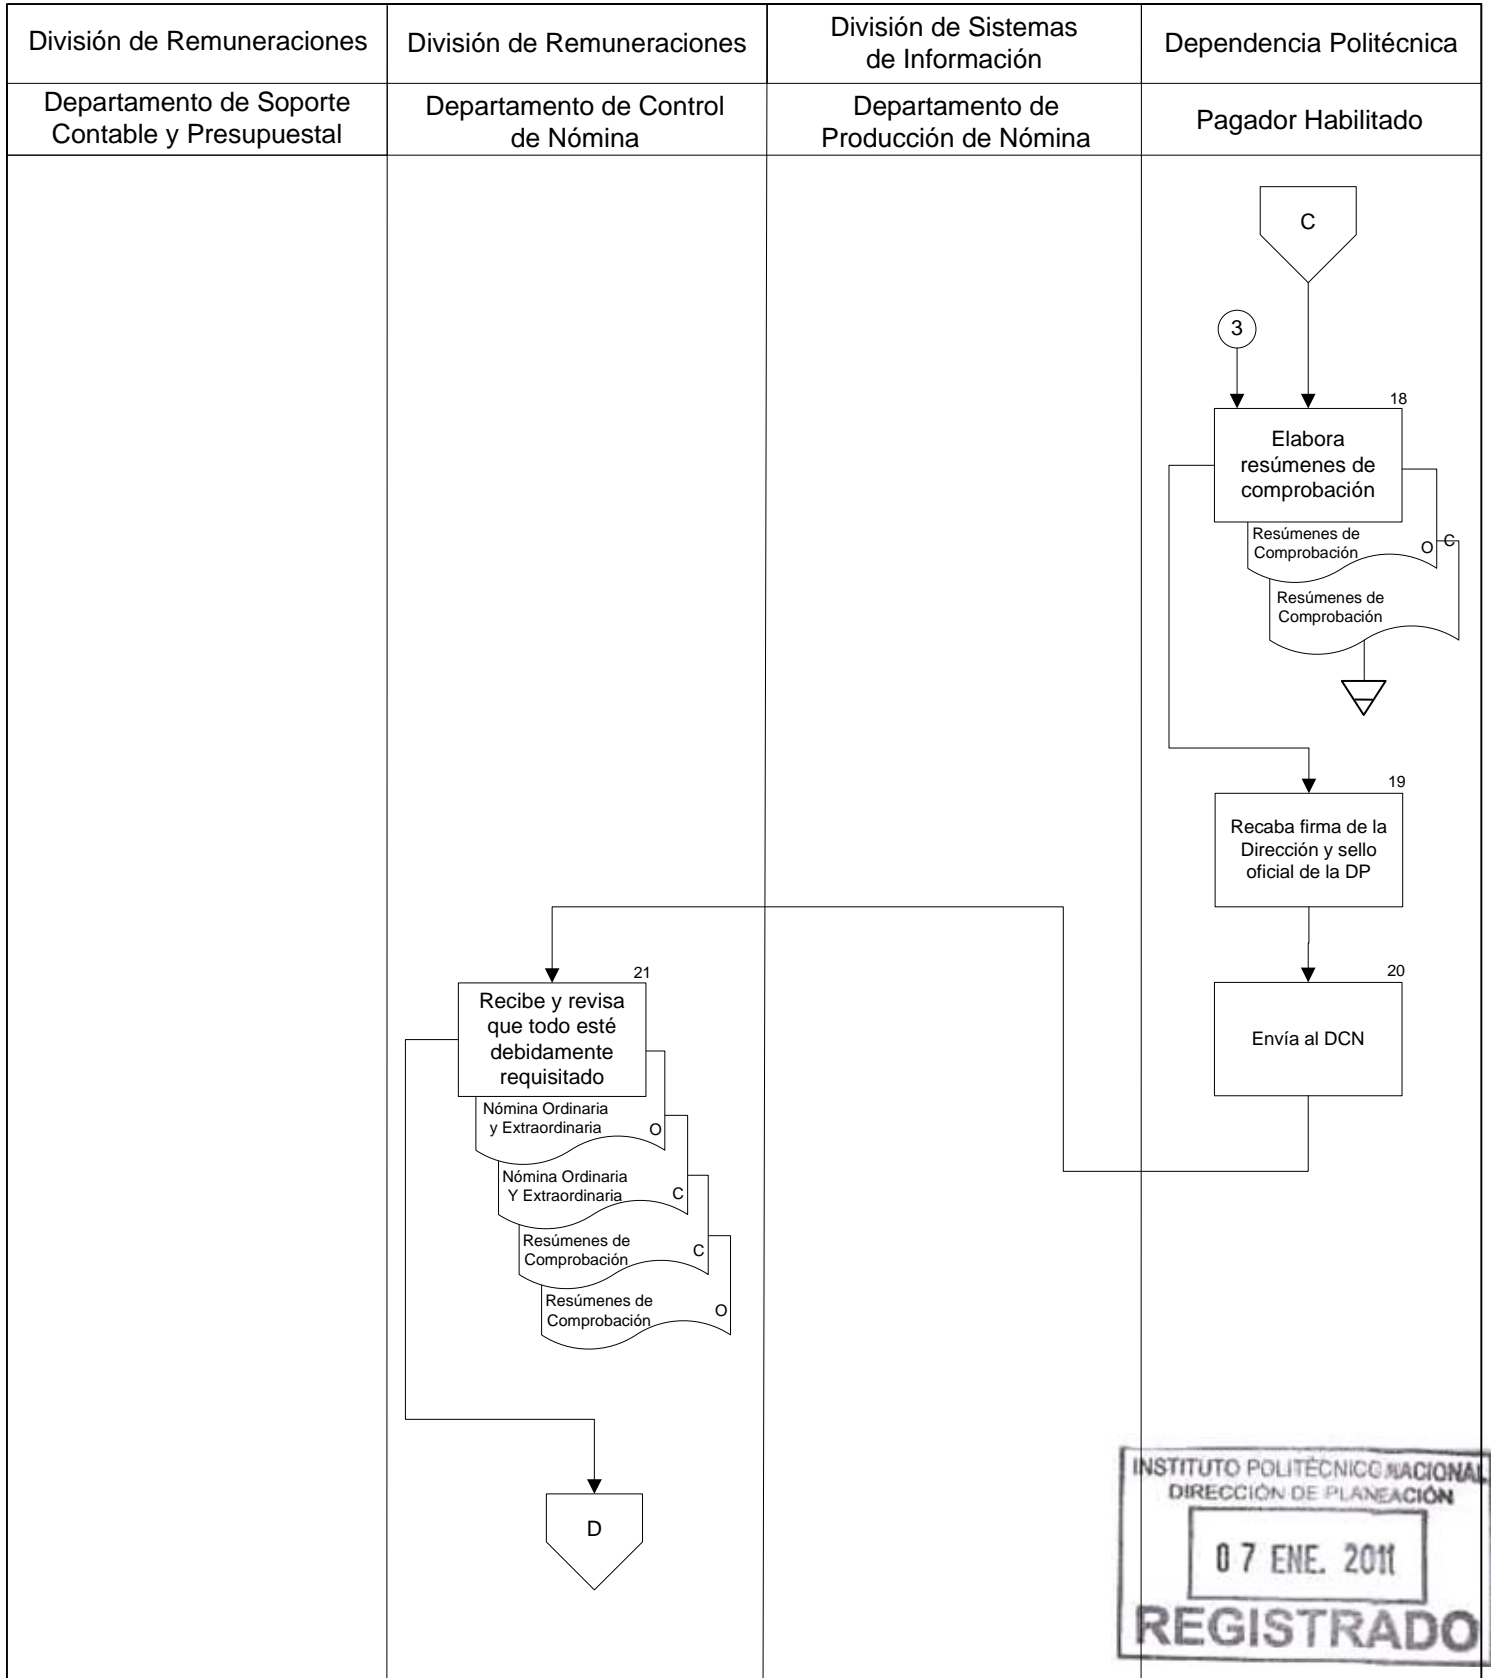 División de Remuneraciones
División de Remuneraciones
División de Sistemas
de Información
Dependencia Politécnica
Departamento de Soporte
Contable y Presupuestal
Departamento de Control
de Nómina
Departamento de
Producción de Nómina
Pagador Habilitado
C
3
18
Elabora
resúmenes de
comprobación
Resúmenes de
Comprobación
O
C
Resúmenes de
Comprobación
19
Recaba firma de la
Dirección y sello
oficial de la DP
20
Envía al DCN
21
Recibe y revisa
que todo esté
debidamente
requisitado
Nómina Ordinaria
y Extraordinaria
O
Nómina Ordinaria
Y Extraordinaria
C
Resúmenes de
Comprobación
C
Resúmenes de
Comprobación
O
D
INSTITUTO POLITÉCNICO NACIONAL
DIRECCIÓN DE PLANEACIÓN
07 ENE. 2011
REGISTRADO